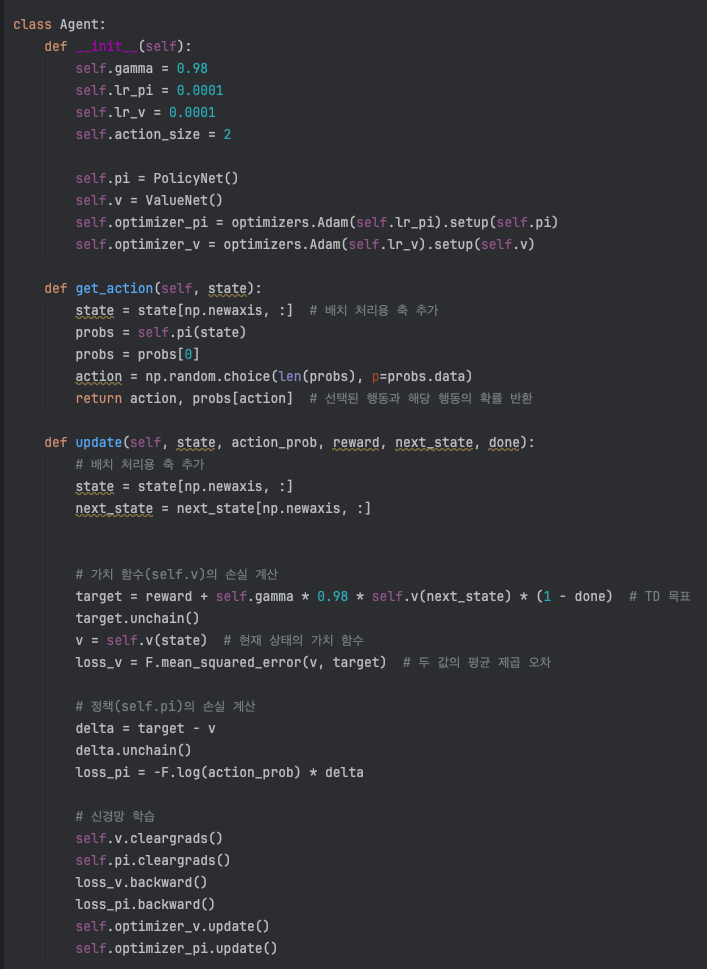 class Agent:
    def __init__(self):
        self.gamma = 0.98
        self.lr_pi = 0.0001
        self.lr_v = 0.0001
        self.action_size = 2

        self.pi = PolicyNet()
        self.v = ValueNet()
        self.optimizer_pi = optimizers.Adam(self.lr_pi).setup(self.pi)
        self.optimizer_v = optimizers.Adam(self.lr_v).setup(self.v)

    def get_action(self, state):
        state = state[np.newaxis, :]  # 배치 처리용 축 추가
        probs = self.pi(state)
        probs = probs[0]
        action = np.random.choice(len(probs), p=probs.data)
        return action, probs[action]  # 선택된 행동과 해당 행동의 확률 반환

    def update(self, state, action_prob, reward, next_state, done):
        # 배치 처리용 축 추가
        state = state[np.newaxis, :]
        next_state = next_state[np.newaxis, :]

        # 가치 함수(self.v)의 손실 계산
        target = reward + self.gamma * 0.98 * self.v(next_state) * (1 - done)  # TD 목표
        target.unchain()
        v = self.v(state)  # 현재 상태의 가치 함수
        loss_v = F.mean_squared_error(v, target)  # 두 값의 평균 제곱 오차

        # 정책(self.pi)의 손실 계산
        delta = target - v
        delta.unchain()
        loss_pi = -F.log(action_prob) * delta

        # 신경망 학습
        self.v.cleargrads()
        self.pi.cleargrads()
        loss_v.backward()
        loss_pi.backward()
        self.optimizer_v.update()
        self.optimizer_pi.update()